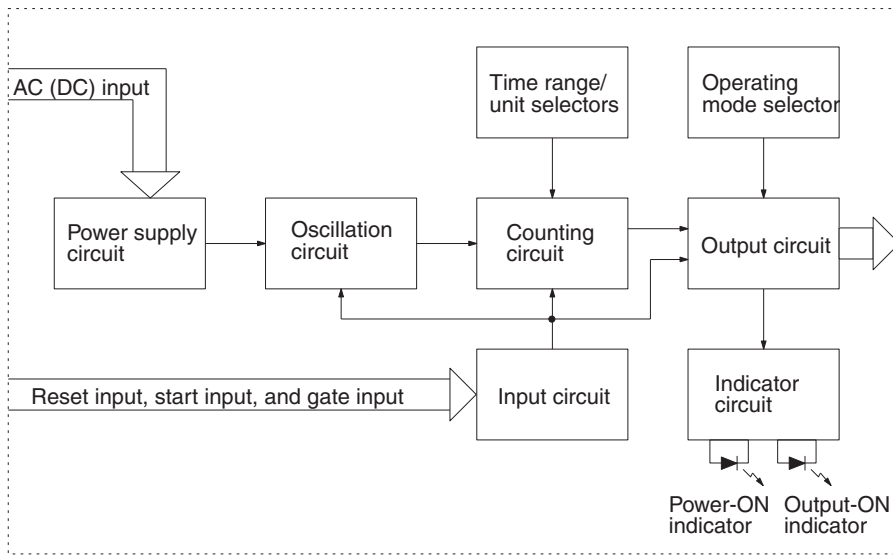 AC (DC) input
Time range/
unit selectors
Operating
mode selector
Power supply
circuit
Oscillation
circuit
Counting
circuit
Output circuit
Reset input, start input, and gate input
Input circuit
Indicator
circuit
Power-ON
indicator
Output-ON
indicator